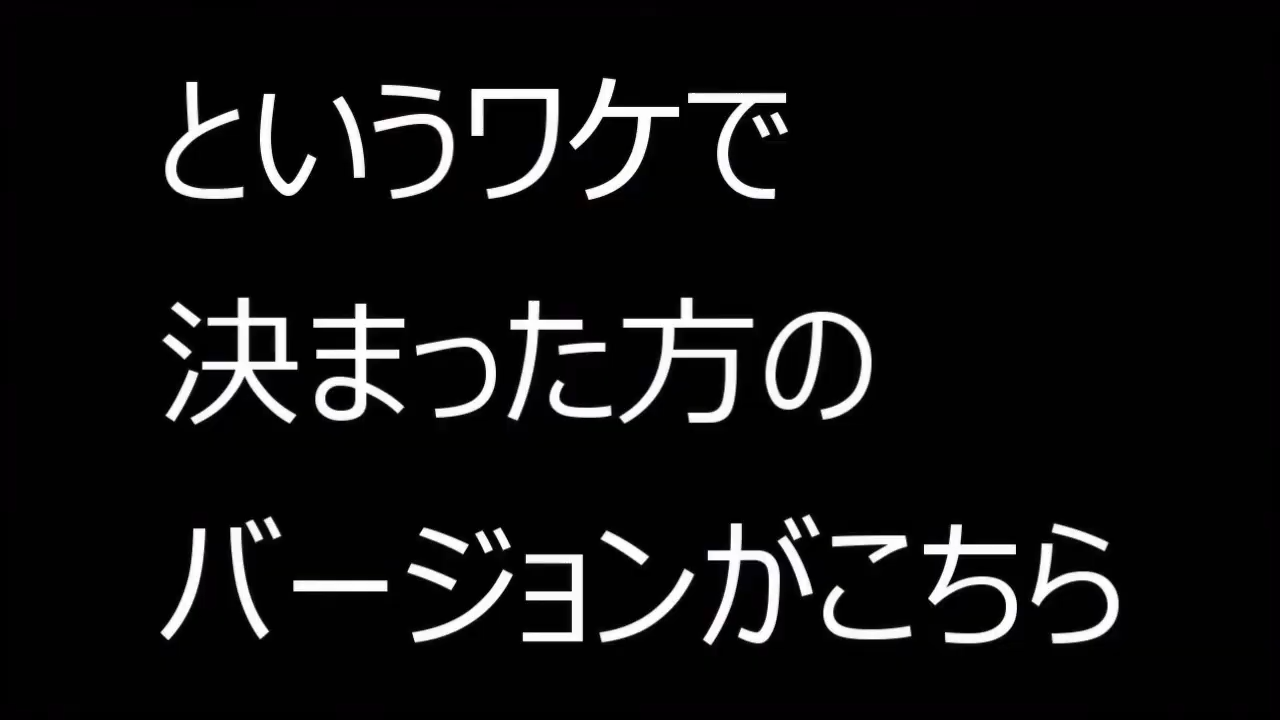 というワケで
決まった方の
バージョンがこちら